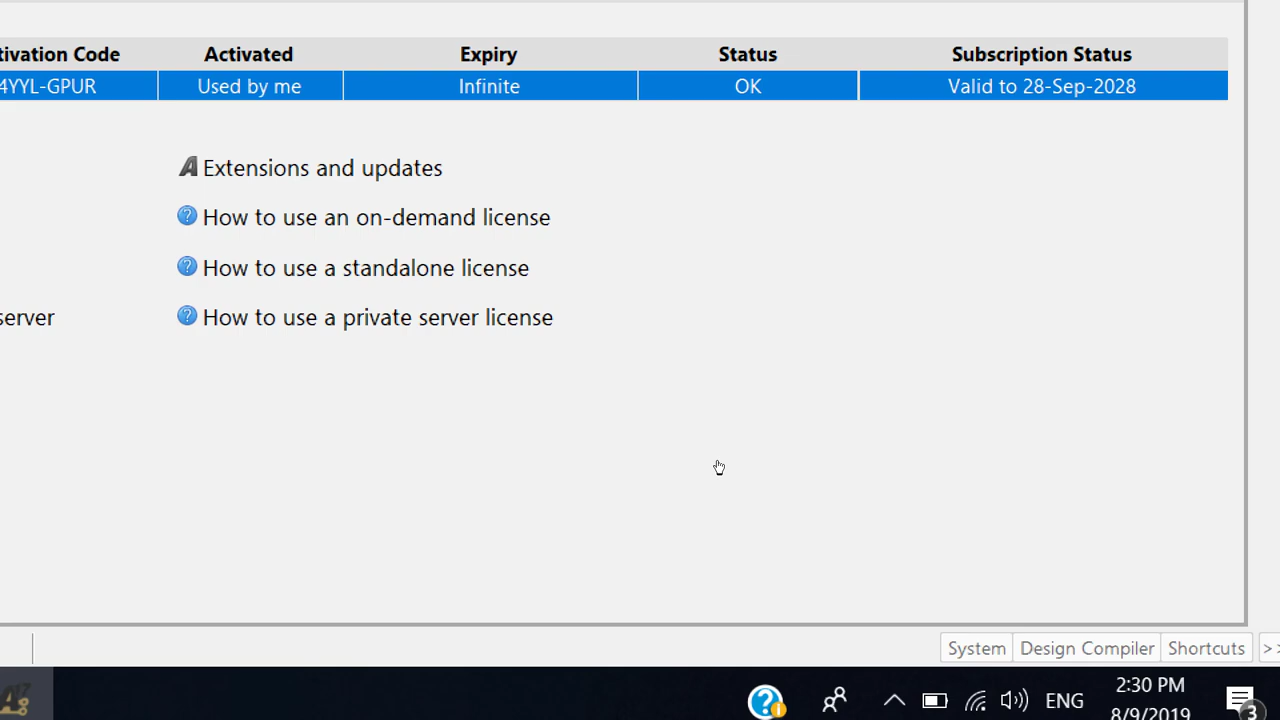 tivation Code Activated Expiry Status Subscription Status
4YYL-GPUR Used by me Infinite OK Valid to 28-Sep-2028
Extensions and updates
How to use an on-demand license
How to use a standalone license
server How to use a private server license
System Design Compiler Shortcuts >>
ENG 2:30 PM
8/9/2019 3